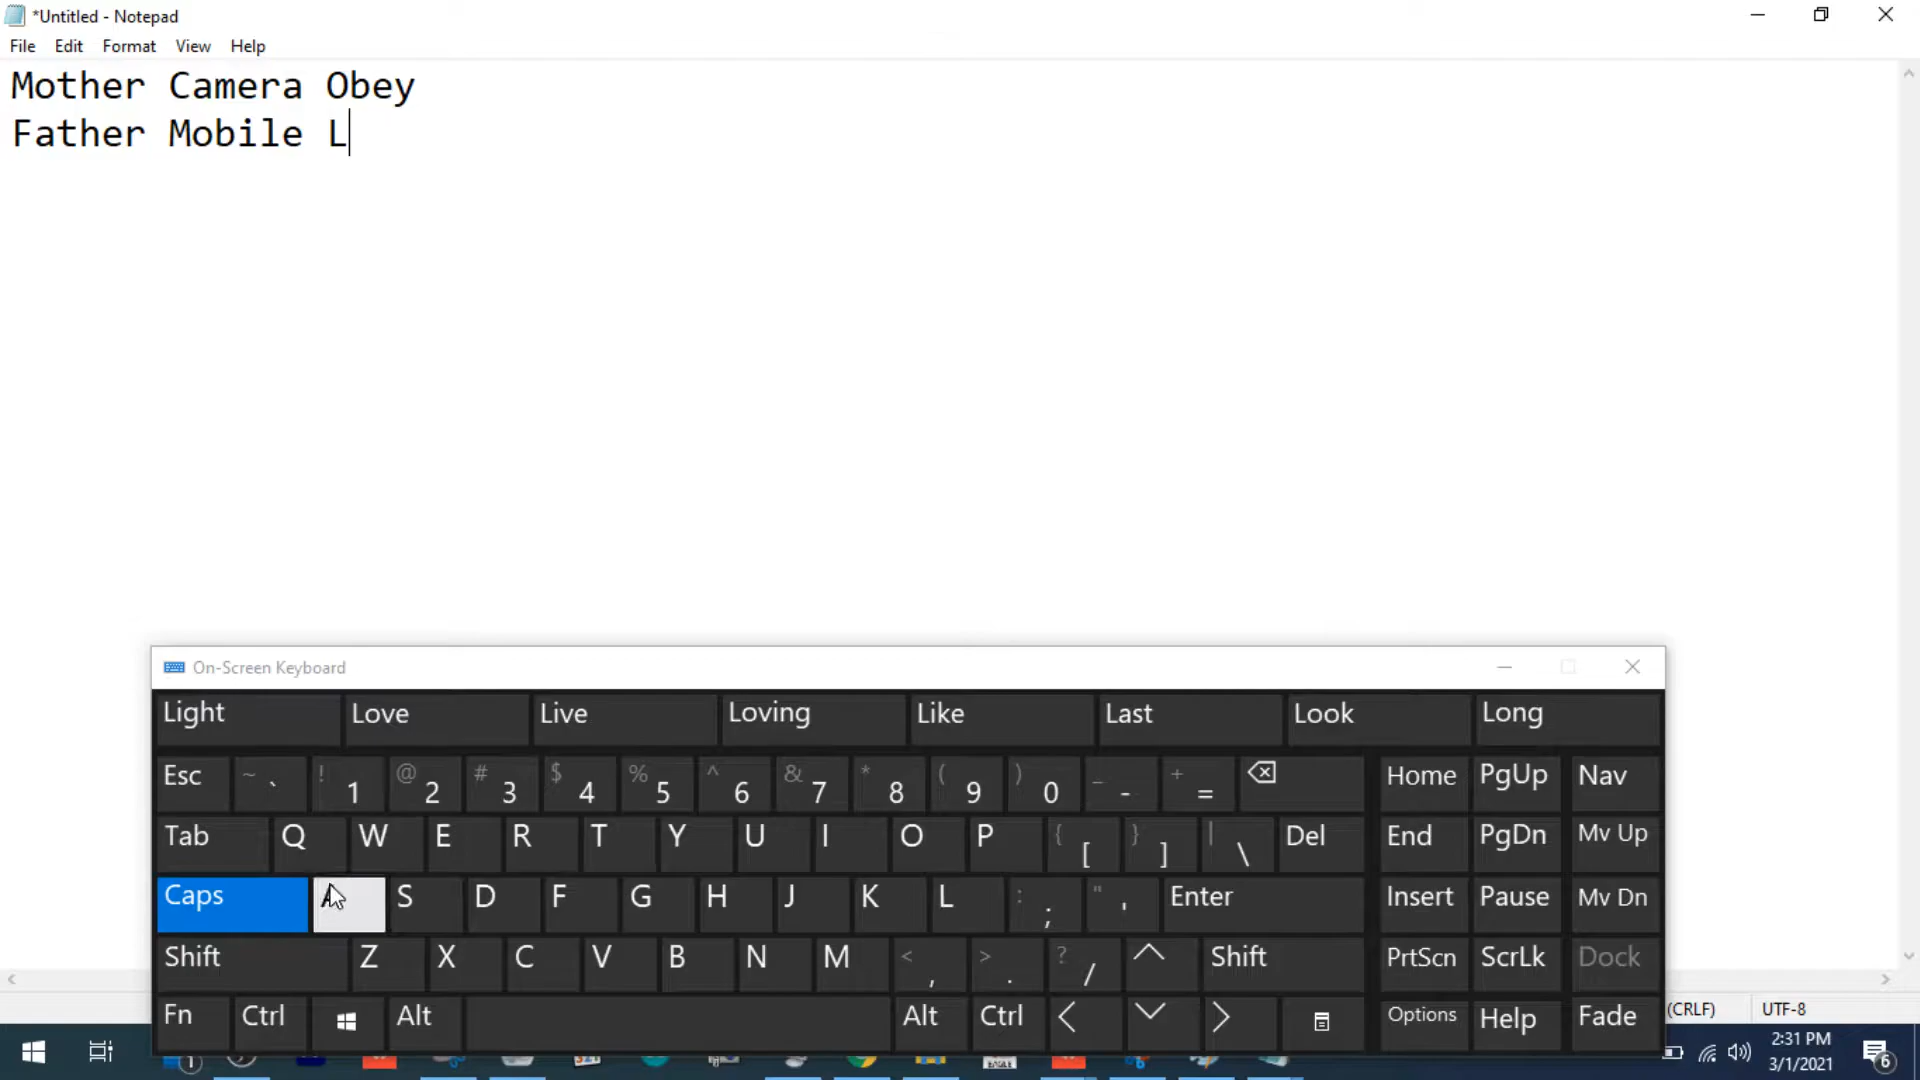 *Untitled - Notepad
File Edit Format View Help
Mother Camera Obey
Father Mobile L
On-Screen Keyboard
Light Love Live Loving Like Last Look Long
Esc ~ ` ! 1 @ 2 # 3 $ 4 % 5 ^ 6 & 7 * 8 ( 9 ) 0 _ - + = Home PgUp Nav
Tab Q W E R T Y U I O P { [ } ] | \ Del End PgDn Mv Up
Caps A S D F G H J K L : ; " ' Enter Insert Pause Mv Dn
Shift Z X C V B N M < , > . ? / Shift PrtScn ScrLk Dock
Fn Ctrl Alt Alt Ctrl Options Help Fade
(CRLF) UTF-8
1 EAGLE 2:31 PM
3/1/2021 6